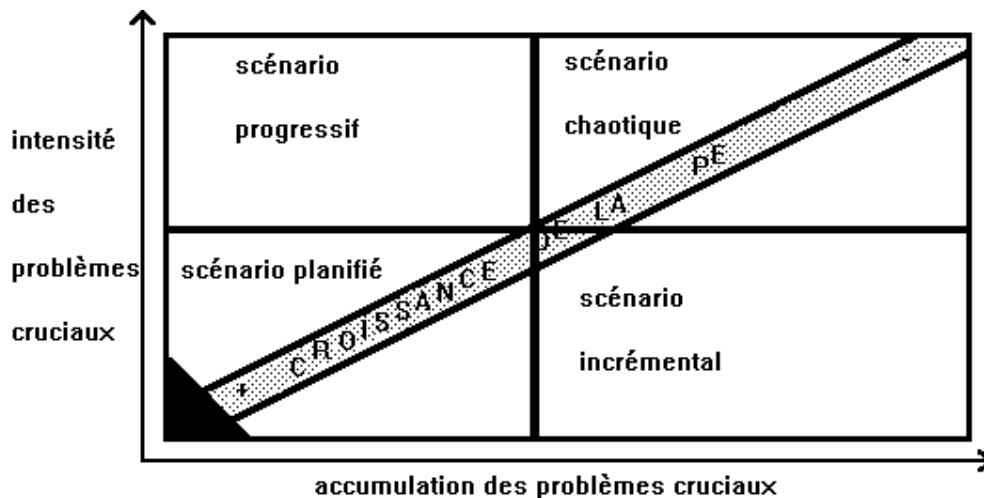 scénario
progressif
scénario
chaotique
intensité
des
problèmes
cruciaux
scénario planifié
scénario
incrémental
+ CROISSANCE DE LA PE -
accumulation des problèmes cruciaux